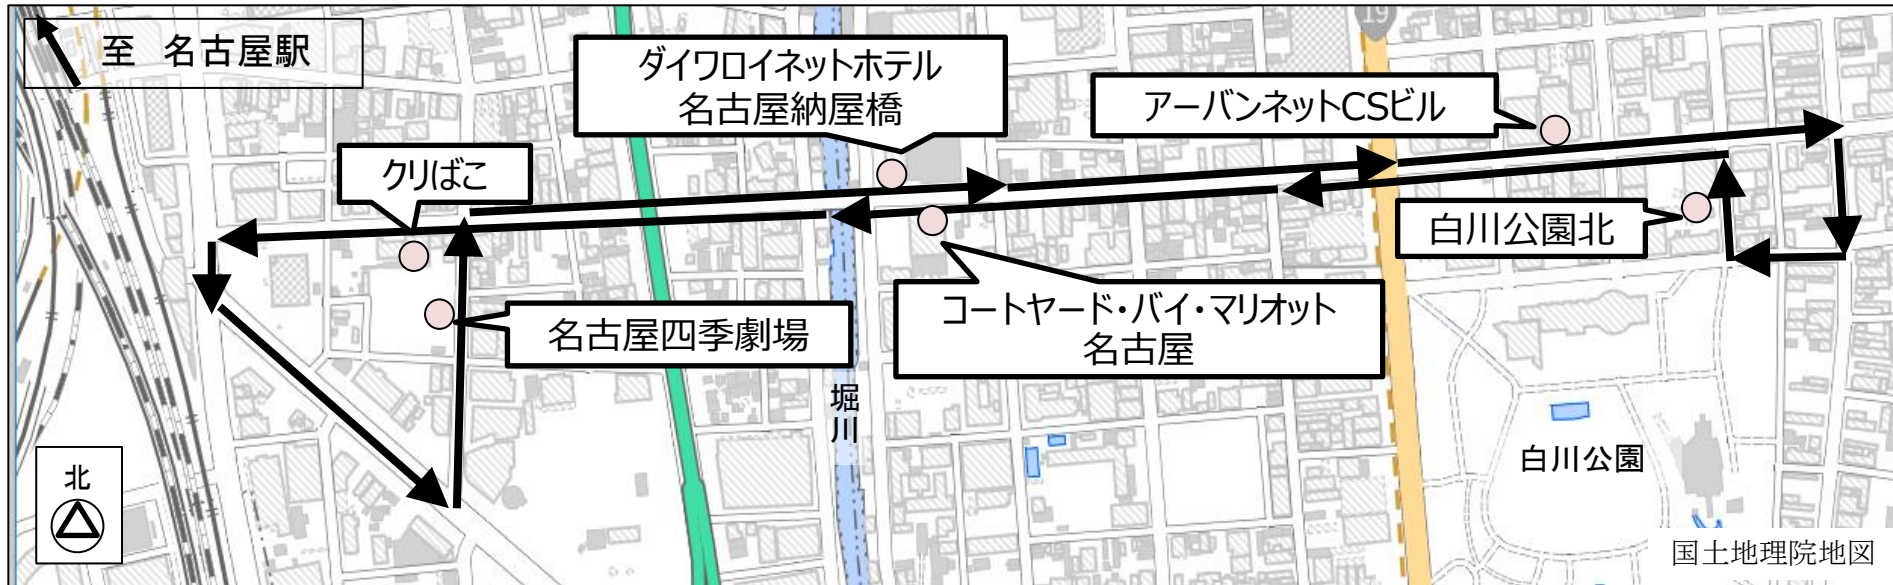 至 名古屋駅
19
ダイワロイネットホテル
名古屋納屋橋
アーバンネットCSビル
クリばこ
白川公園北
コートヤード・バイ・マリオット
名古屋
名古屋四季劇場
堀川
白川公園
北
国土地理院地図